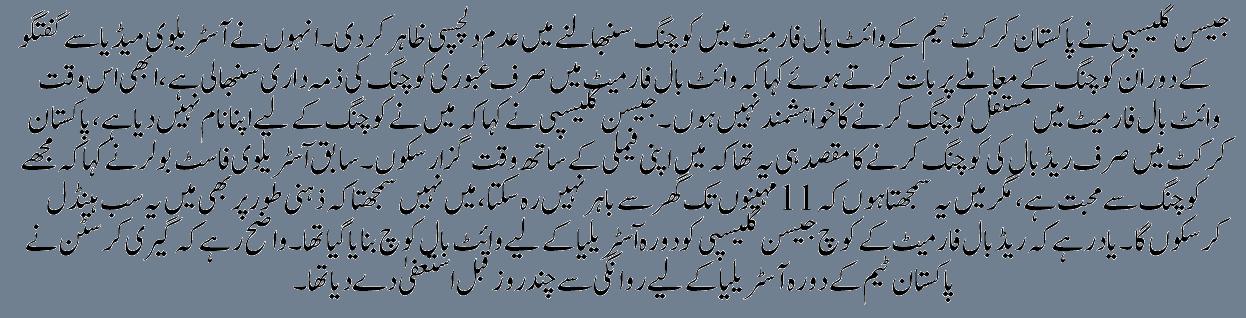 جیسن گلیسپی نے پاکستان کرکٹ ٹیم کے وائٹ بال فارمیٹ میں کوچنگ سنبھالنے میں عدم دلچسپی ظاہر کردی۔ انہوں نے آسٹریلوی میڈیا سے گفتگو
کے دوران کوچنگ کے معاملے پر بات کرتے ہوئے کہا کہ وائٹ بال فارمیٹ میں صرف عبوری کوچنگ کی ذمہ داری سنبھالی ہے، ابھی اس وقت
وائٹ بال فارمیٹ میں مستقل کوچنگ کرنے کا خواہشمند نہیں ہوں۔ جیسن گلیسپی نے کہا کہ میں نے کوچنگ کے لیے اپنا نام نہیں دیا ہے، پاکستان
کرکٹ میں صرف ریڈ بال کی کوچنگ کرنے کا مقصد ہی یہ تھا کہ میں اپنی فیملی کے ساتھ وقت گزار سکوں۔ سابق آسٹریلوی فاسٹ بولر نے کہا کہ مجھے
کوچنگ سے محبت ہے، مگر میں یہ سمجھتا ہوں کہ 11 مہینوں تک گھر سے باہر نہیں رہ سکتا، میں نہیں سمجھتا کہ ذہنی طور پر بھی میں یہ سب ہینڈل
کر سکوں گا۔ یاد رہے کہ ریڈ بال فارمیٹ کے کوچ جیسن گلیسپی کو دورہ آسٹریلیا کے لیے وائٹ بال کوچ بنایا گیا تھا۔ واضح رہے کہ گیری کرسٹن نے
پاکستان ٹیم کے دورہ آسٹریلیا کے لیے روانگی سے چند روز قبل استعفیٰ دے دیا تھا۔